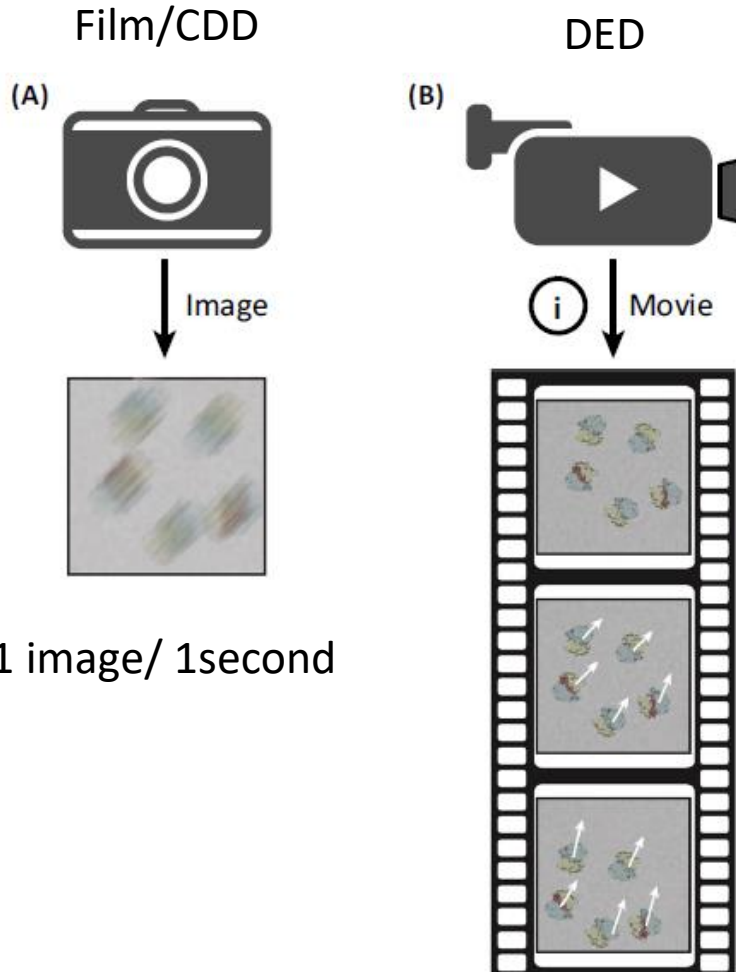 Film/CDD
DED
(A)
(B)
Image
i
Movie
1 image/ 1second